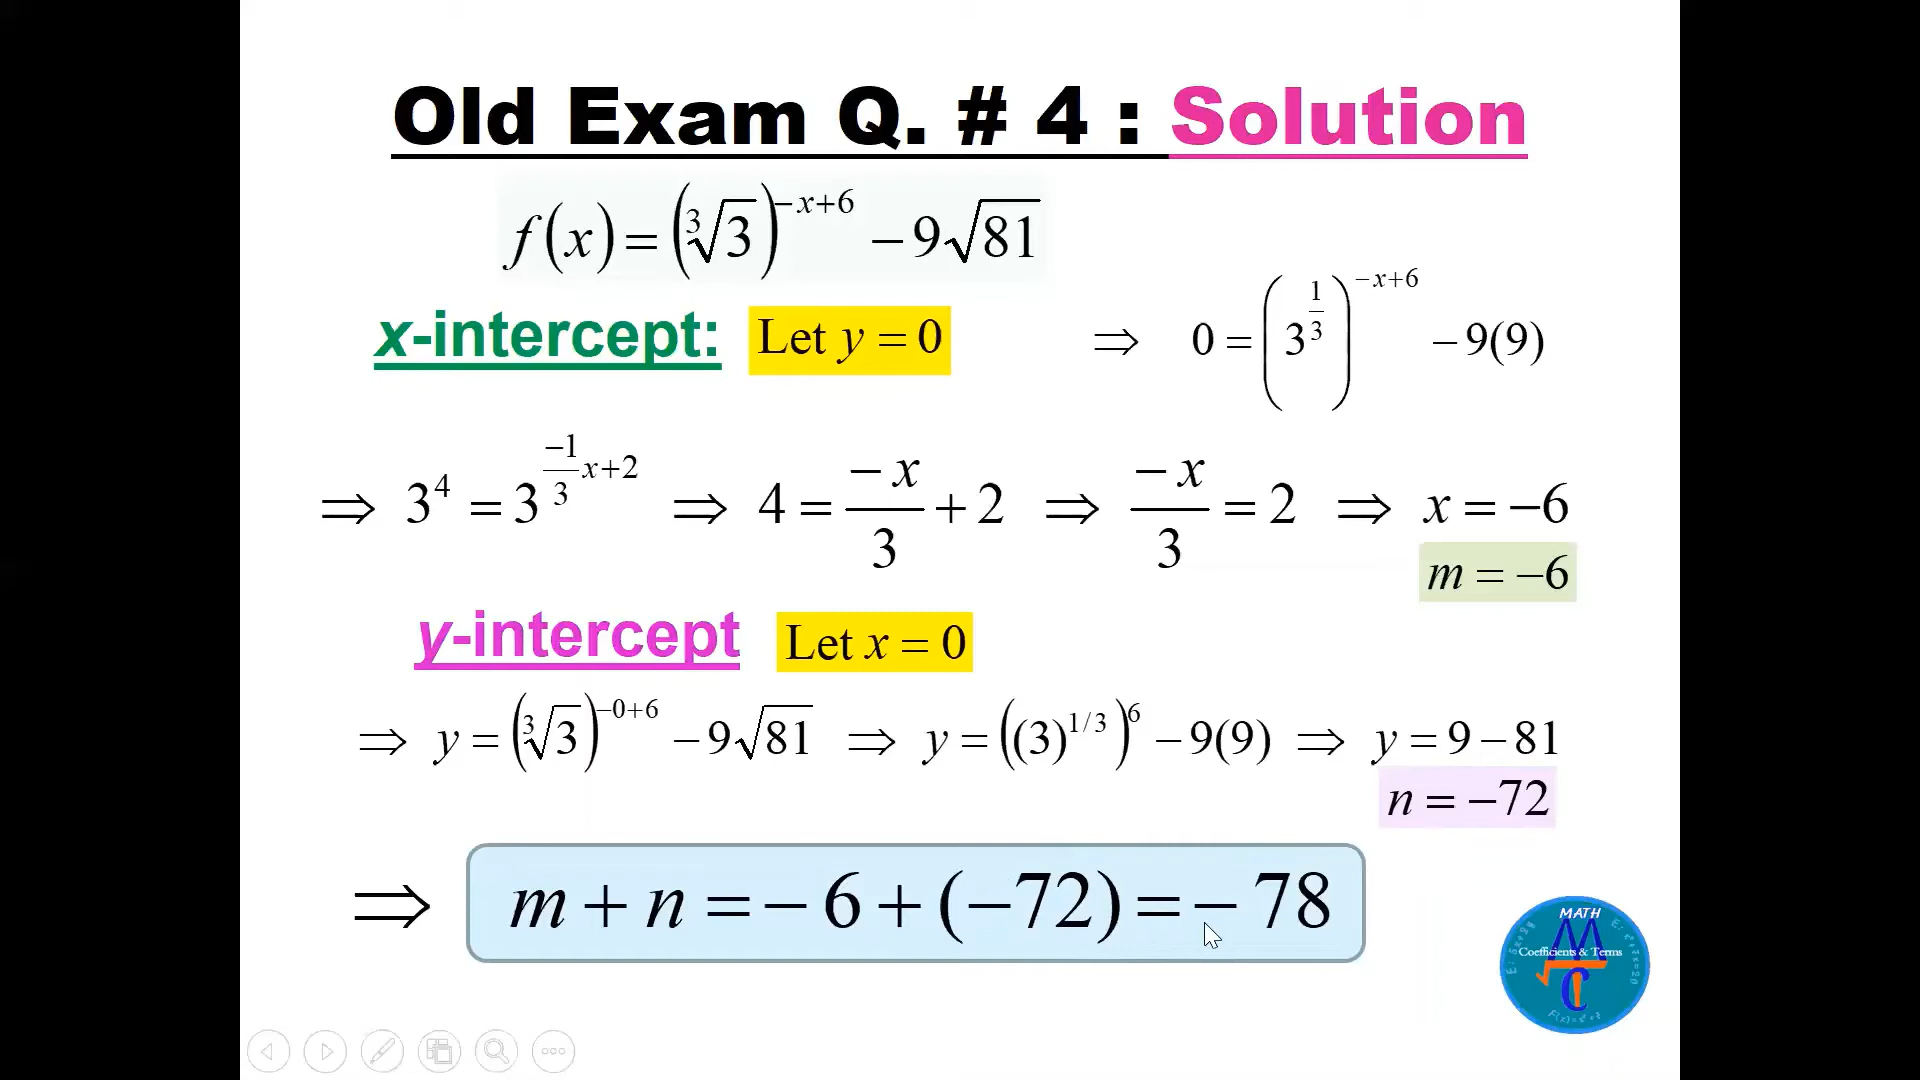 Old Exam Q. # 4 : Solution
f(x) = (∛3)^(−x+6) − 9√81
x-intercept: Let y = 0 ⇒ 0 = (3^(1/3))^(−x+6) − 9(9)
⇒ 3^4 = 3^((−1/3)x+2) ⇒ 4 = −x/3 + 2 ⇒ −x/3 = 2 ⇒ x = −6
m = −6
y-intercept Let x = 0
⇒ y = (∛3)^(−0+6) − 9√81 ⇒ y = ((3)^(1/3))^6 − 9(9) ⇒ y = 9 − 81
n = −72
⇒ m + n = − 6 + (−72) = − 78
MATH
Coefficients & Terms